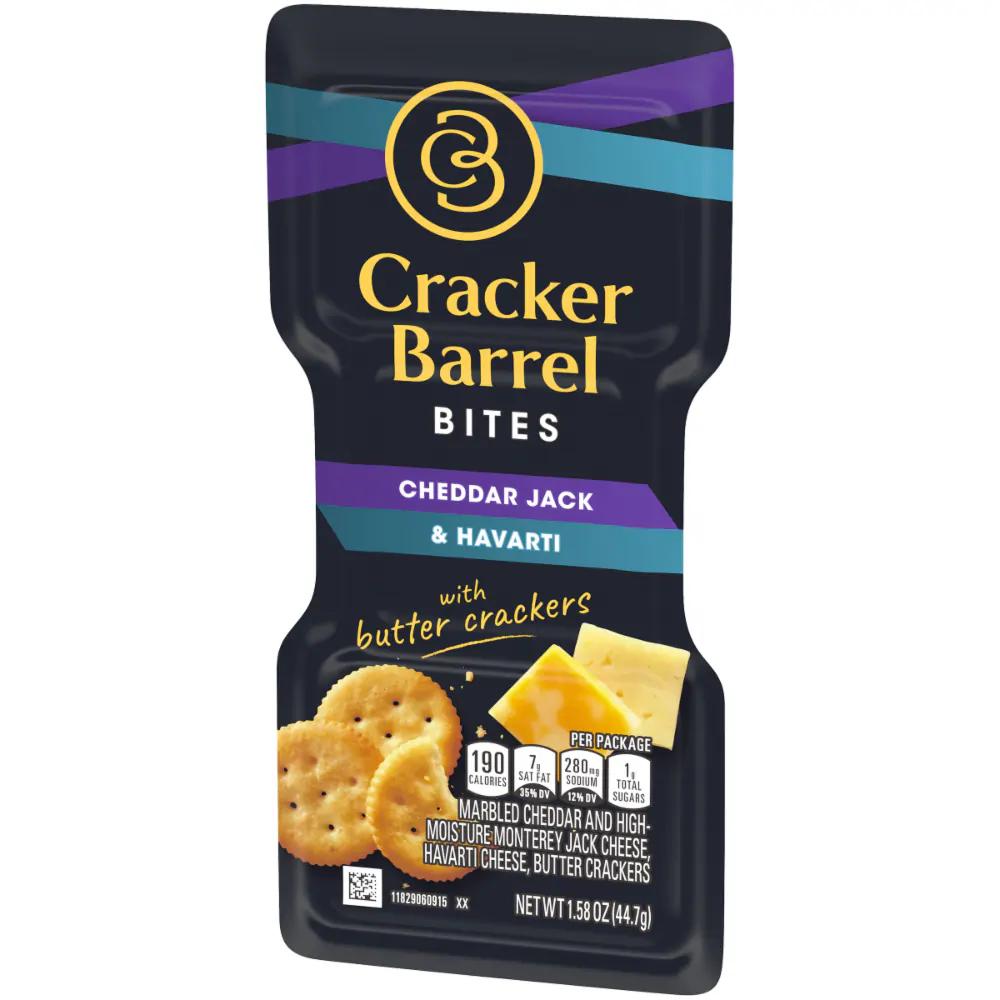 CB
Cracker
Barrel
BITES
CHEDDAR JACK
& HAVARTI
with
butter crackers
PER PACKAGE
190 CALORIES
7g SAT FAT 35% DV
280mg SODIUM 12% DV
1g TOTAL SUGARS
MARBLED CHEDDAR AND HIGH-
MOISTURE MONTEREY JACK CHEESE,
HAVARTI CHEESE, BUTTER CRACKERS
11829060915 XX
NET WT 1.58 OZ (44.7g)